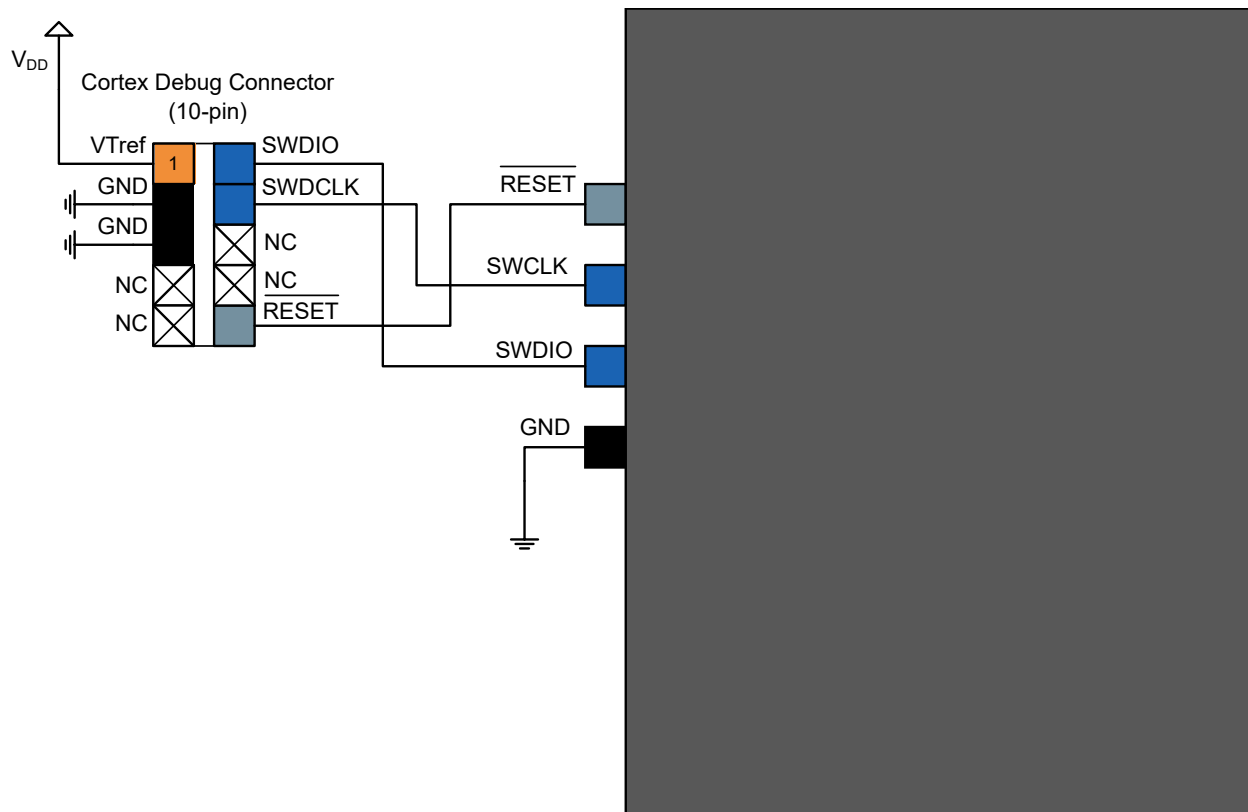 V_DD
Cortex Debug Connector
(10-pin)
VTref
1
SWDIO
GND
SWDCLK
GND
NC
NC
NC
NC
RESET
RESET
SWCLK
SWDIO
GND